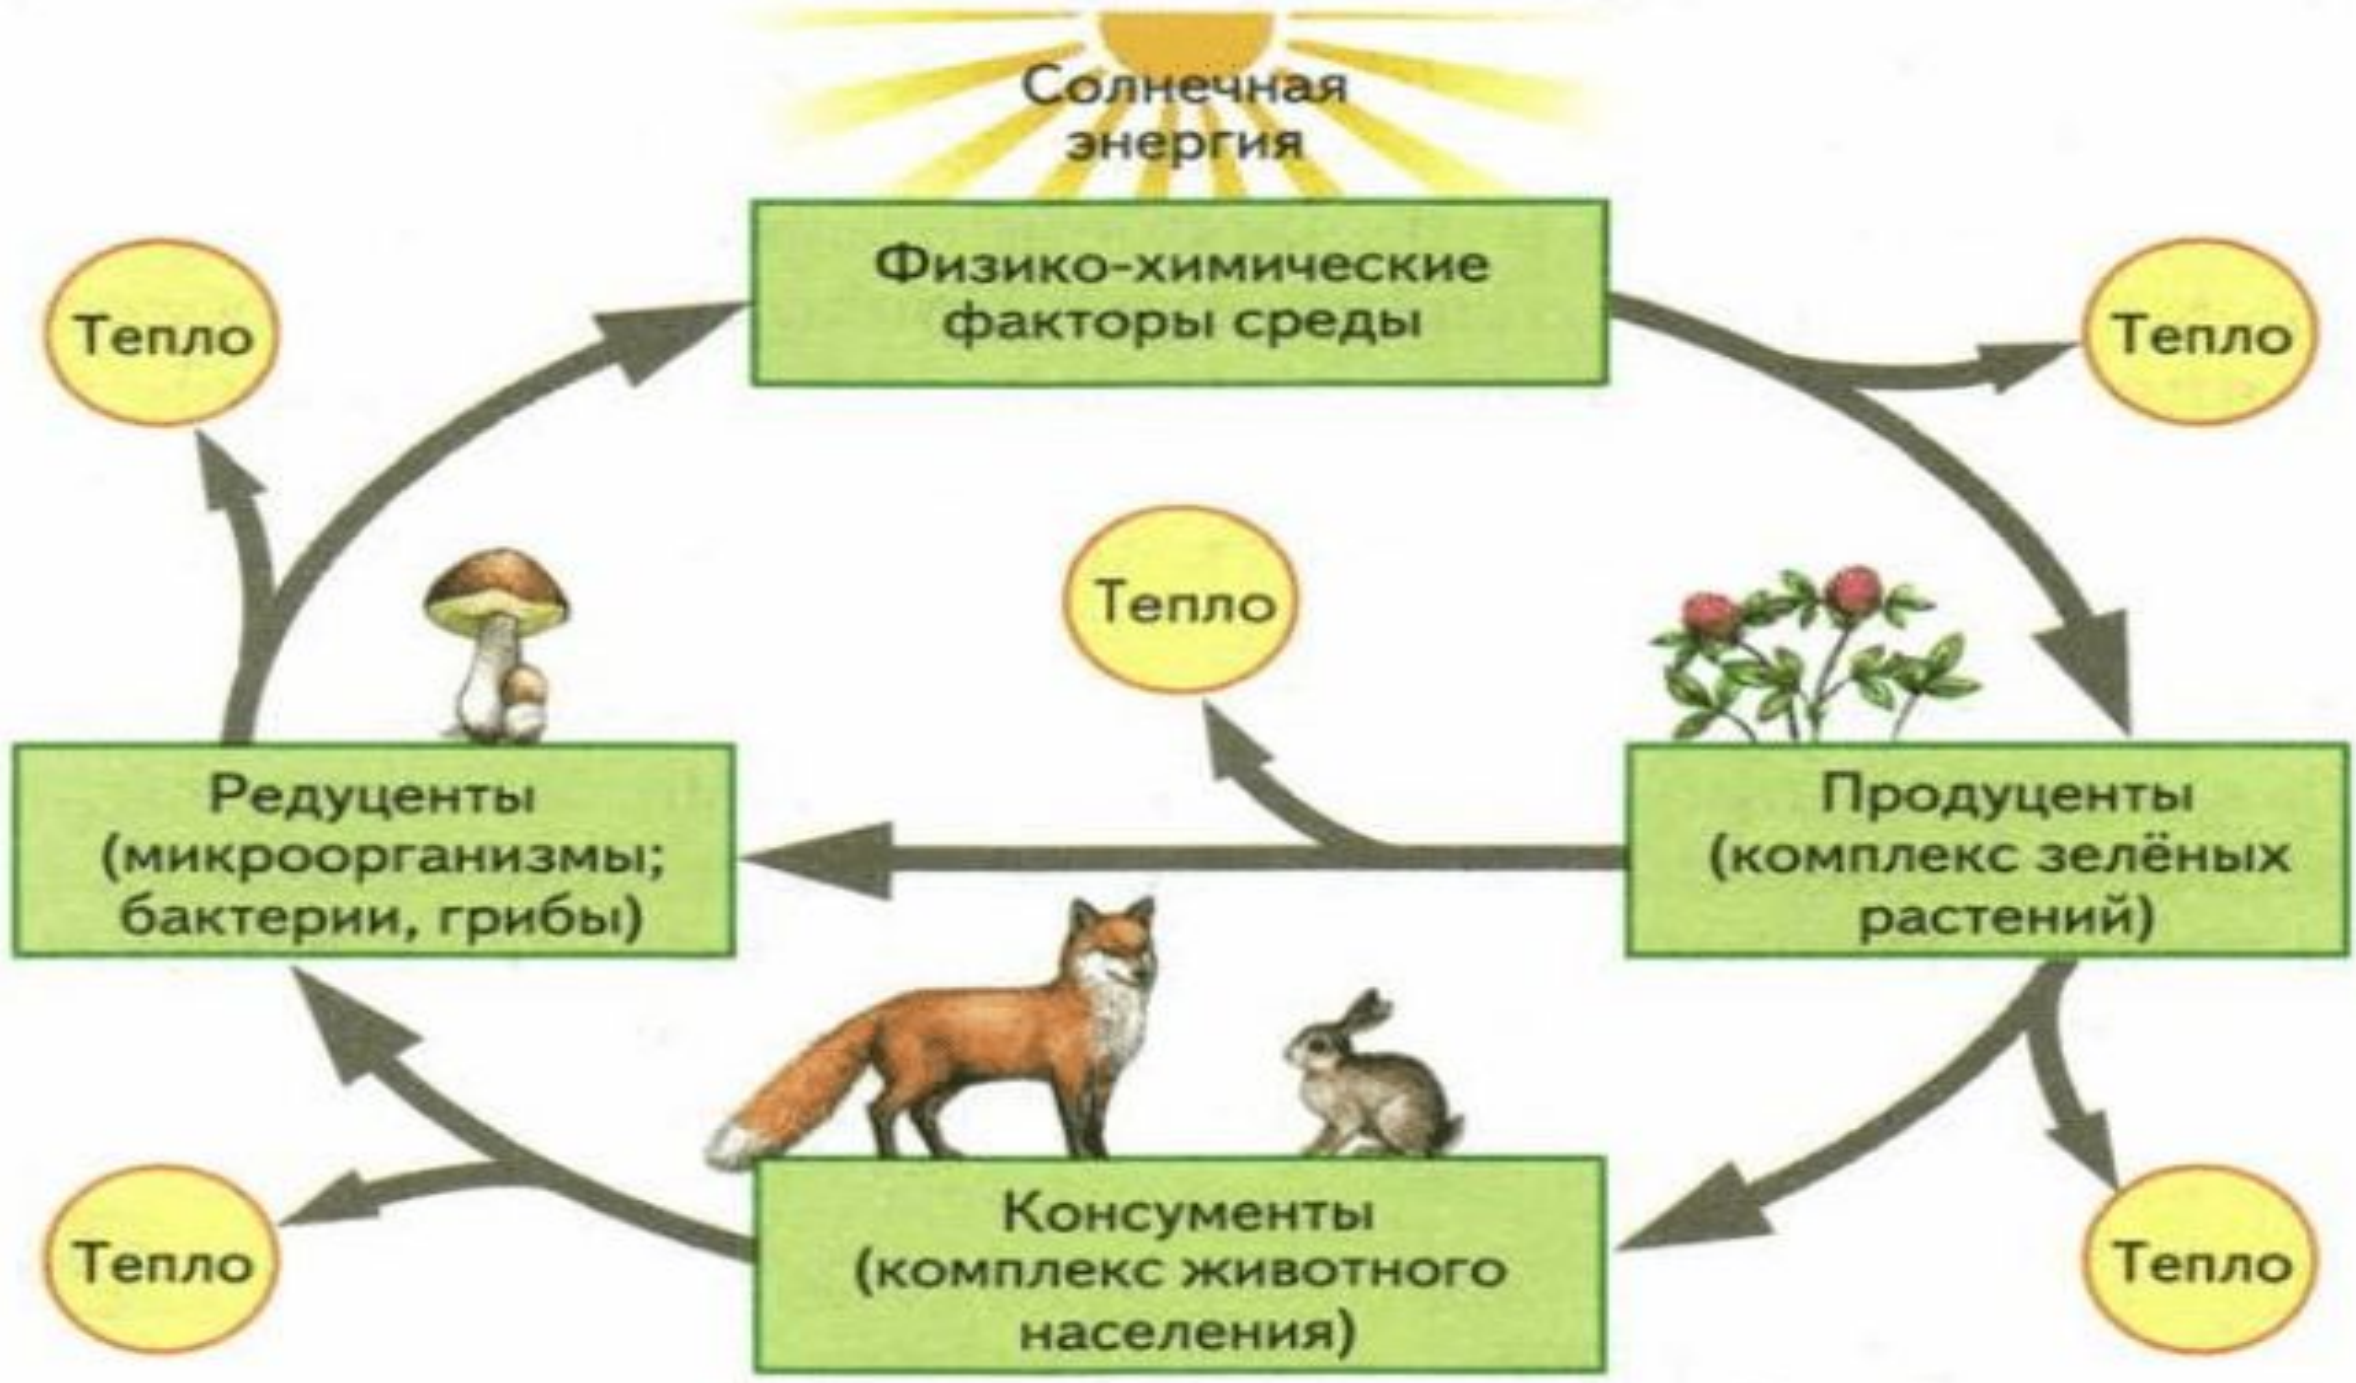 Солнечная
энергия
Физико-химические
факторы среды
Тепло
Тепло
Тепло
Редуценты
(микроорганизмы;
бактерии, грибы)
Продуценты
(комплекс зелёных
растений)
Консументы
(комплекс животного
населения)
Тепло
Тепло